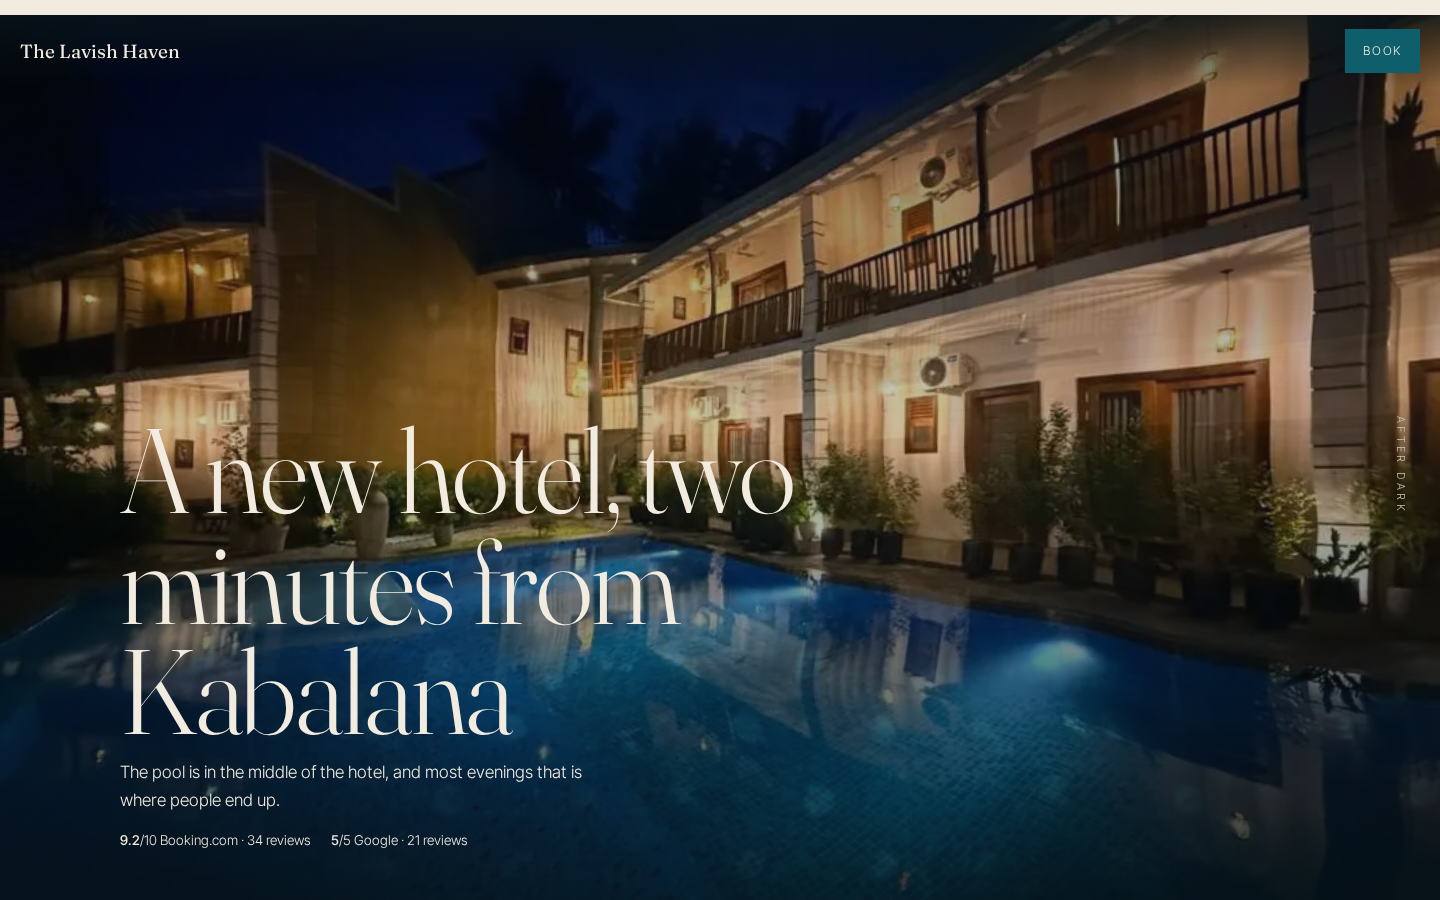 The Lavish Haven
BOOK
AFTER DARK
A new hotel, two
minutes from
Kabalana
The pool is in the middle of the hotel, and most evenings that is
where people end up.
9.2/10 Booking.com · 34 reviews 5/5 Google · 21 reviews